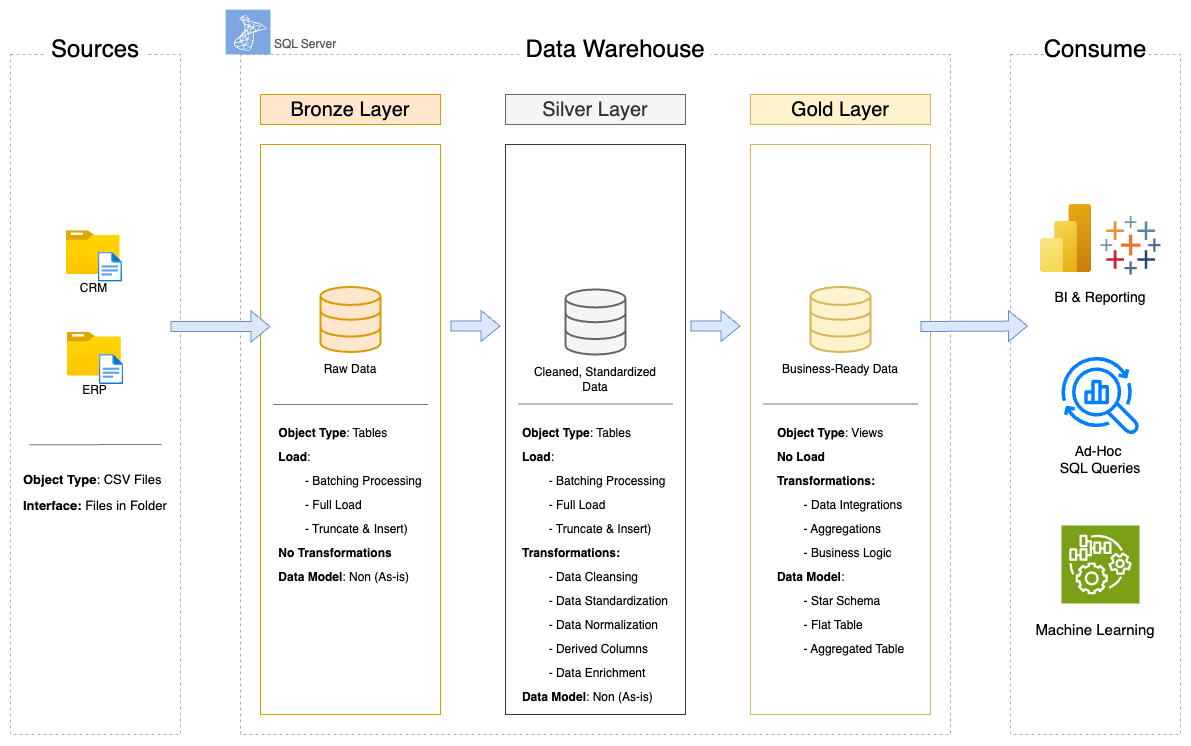 Sources
CRM
ERP
Object Type: CSV Files
Interface: Files in Folder
SQL Server
Data Warehouse
Bronze Layer
Raw Data
Object Type: Tables
Load:
- Batching Processing
- Full Load
- Truncate & Insert)
No Transformations
Data Model: Non (As-is)
Silver Layer
Cleaned, Standardized
Data
Object Type: Tables
Load:
- Batching Processing
- Full Load
- Truncate & Insert)
Transformations:
- Data Cleansing
- Data Standardization
- Data Normalization
- Derived Columns
- Data Enrichment
Data Model: Non (As-is)
Gold Layer
Business-Ready Data
Object Type: Views
No Load
Transformations:
- Data Integrations
- Aggregations
- Business Logic
Data Model:
- Star Schema
- Flat Table
- Aggregated Table
Consume
BI & Reporting
Ad-Hoc
SQL Queries
Machine Learning